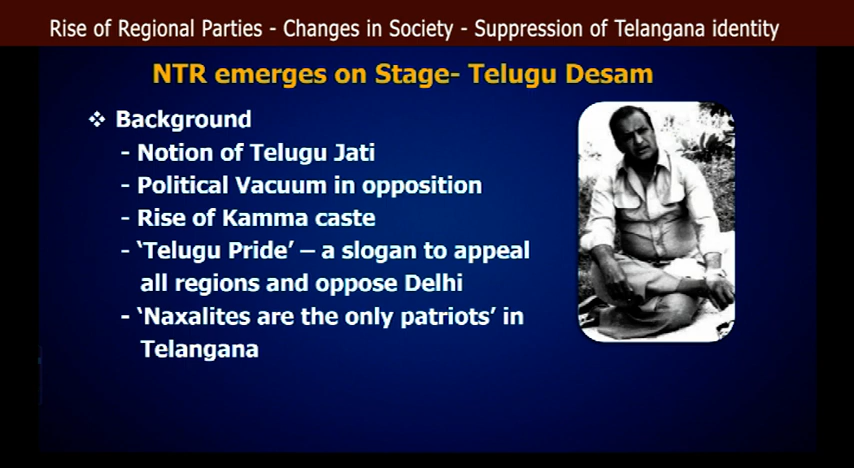 Rise of Regional Parties - Changes in Society - Suppression of Telangana identity
NTR emerges on Stage- Telugu Desam
❖ Background
- Notion of Telugu Jati
- Political Vacuum in opposition
- Rise of Kamma caste
- ‘Telugu Pride’ – a slogan to appeal
all regions and oppose Delhi
- ‘Naxalites are the only patriots’ in
Telangana